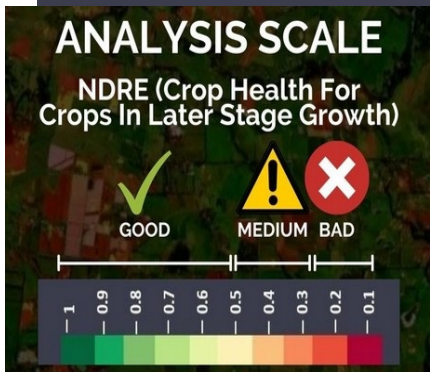 ANALYSIS SCALE
NDRE (Crop Health For
Crops In Later Stage Growth)
GOOD
MEDIUM
BAD
1
0.9
0.8
0.7
0.6
0.5
0.4
0.3
0.2
0.1